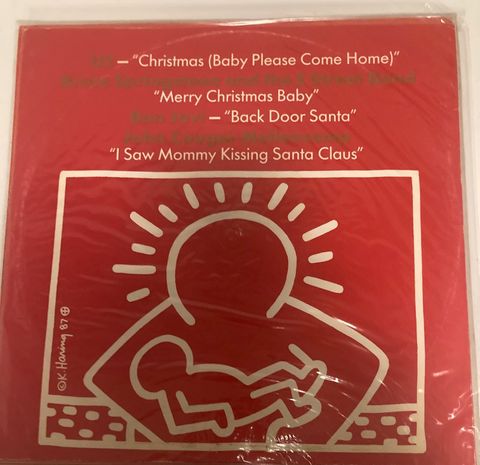 U2 – "Christmas (Baby Please Come Home)"
Bruce Springsteen and the E Street Band
"Merry Christmas Baby"
Bon Jovi – "Back Door Santa"
John Cougar Mellencamp
"I Saw Mommy Kissing Santa Claus"
© K. Haring 87